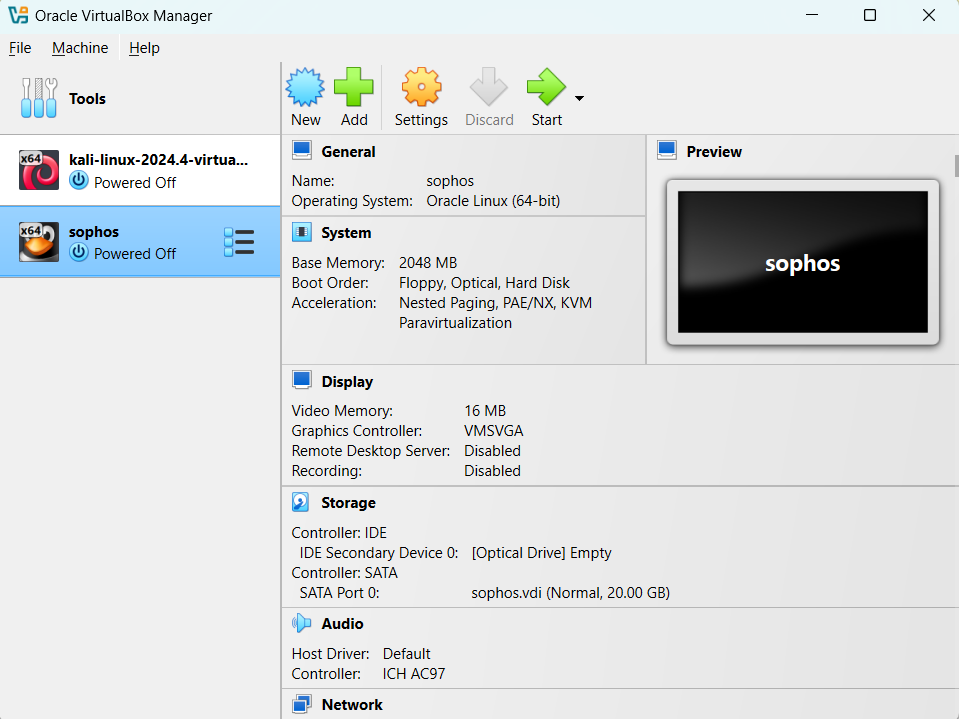 Oracle VirtualBox Manager
File Machine Help
Tools
New Add Settings Discard Start
x64 kali-linux-2024.4-virtua...
Powered Off
x64 sophos
Powered Off
General
Name: sophos
Operating System: Oracle Linux (64-bit)
Preview
sophos
System
Base Memory: 2048 MB
Boot Order: Floppy, Optical, Hard Disk
Acceleration: Nested Paging, PAE/NX, KVM
Paravirtualization
Display
Video Memory: 16 MB
Graphics Controller: VMSVGA
Remote Desktop Server: Disabled
Recording: Disabled
Storage
Controller: IDE
IDE Secondary Device 0: [Optical Drive] Empty
Controller: SATA
SATA Port 0: sophos.vdi (Normal, 20.00 GB)
Audio
Host Driver: Default
Controller: ICH AC97
Network